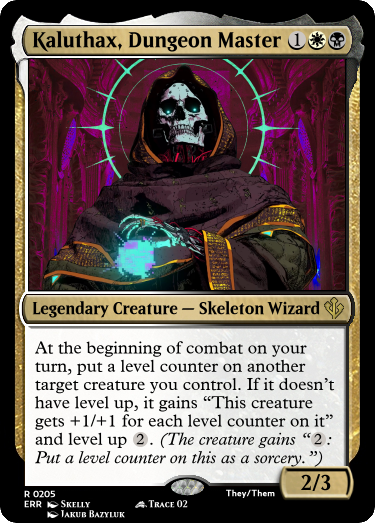 Kaluthax, Dungeon Master 1
Legendary Creature — Skeleton Wizard
At the beginning of combat on your
turn, put a level counter on another
target creature you control. If it doesn't
have level up, it gains “This creature
gets +1/+1 for each level counter on it”
and level up 2. (The creature gains “2:
Put a level counter on this as a sorcery.”)
2/3
R 0205 They/Them
ERR Skelly Trace 02
Jakub Bazyluk